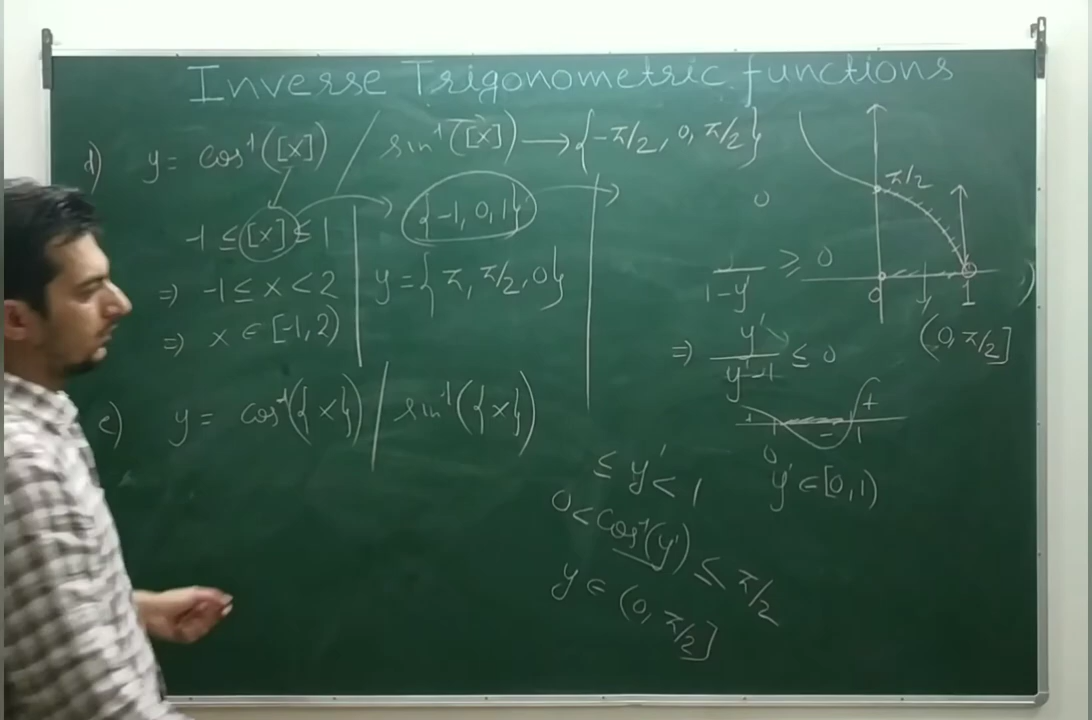 Inverse Trigonometric functions
d) y = cos⁻¹([x]) / sin⁻¹([x]) → {-π/2, 0, π/2}
-1 ≤ [x] ≤ 1
{-1, 0, 1}
⇒ -1 ≤ x < 2
y = {π, π/2, 0}
⇒ x ∈ [-1, 2)
e) y = cos⁻¹({x}) / sin⁻¹({x})
0
1-y' ≥ 0
⇒ y'/y'-1 ≤ 0
+ - +
0 1
y' ∈ [0, 1)
≤ y' < 1
0 < cos⁻¹(y') ≤ π/2
y ∈ (0, π/2]
π/2
0 1
(0, π/2]